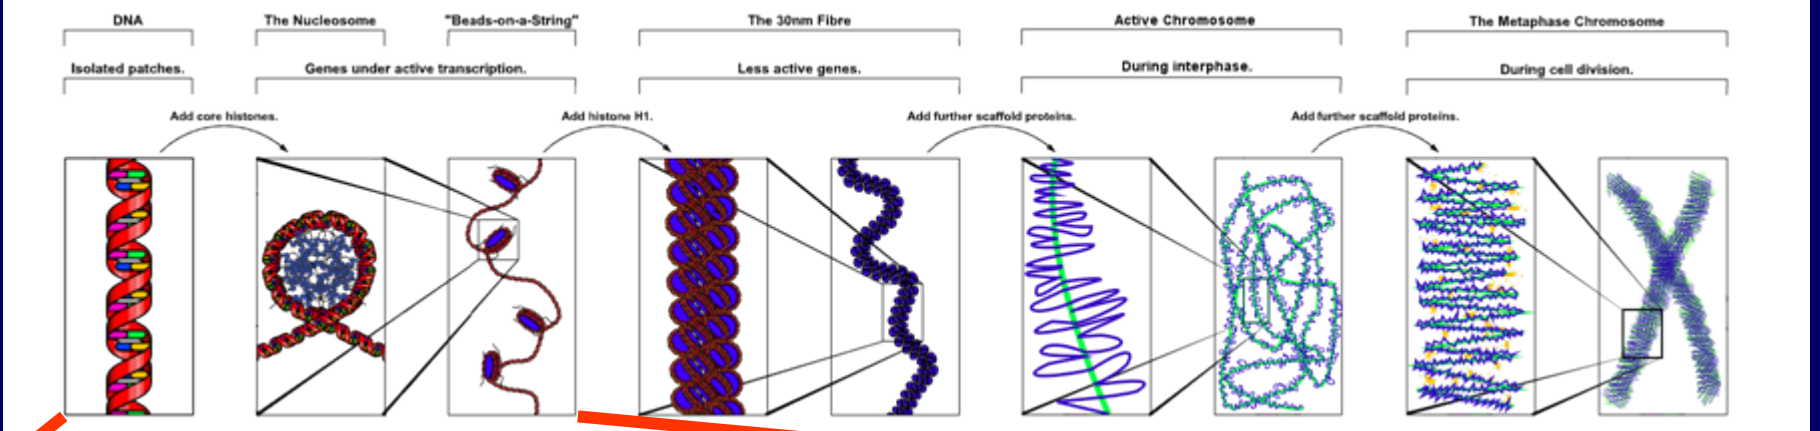 DNA
The Nucleosome
"Beads-on-a-String"
The 30nm Fibre
Active Chromosome
The Metaphase Chromosome
Isolated patches.
Genes under active transcription.
Less active genes.
During interphase.
During cell division.
Add core histones.
Add histone H1.
Add further scaffold proteins.
Add further scaffold proteins.